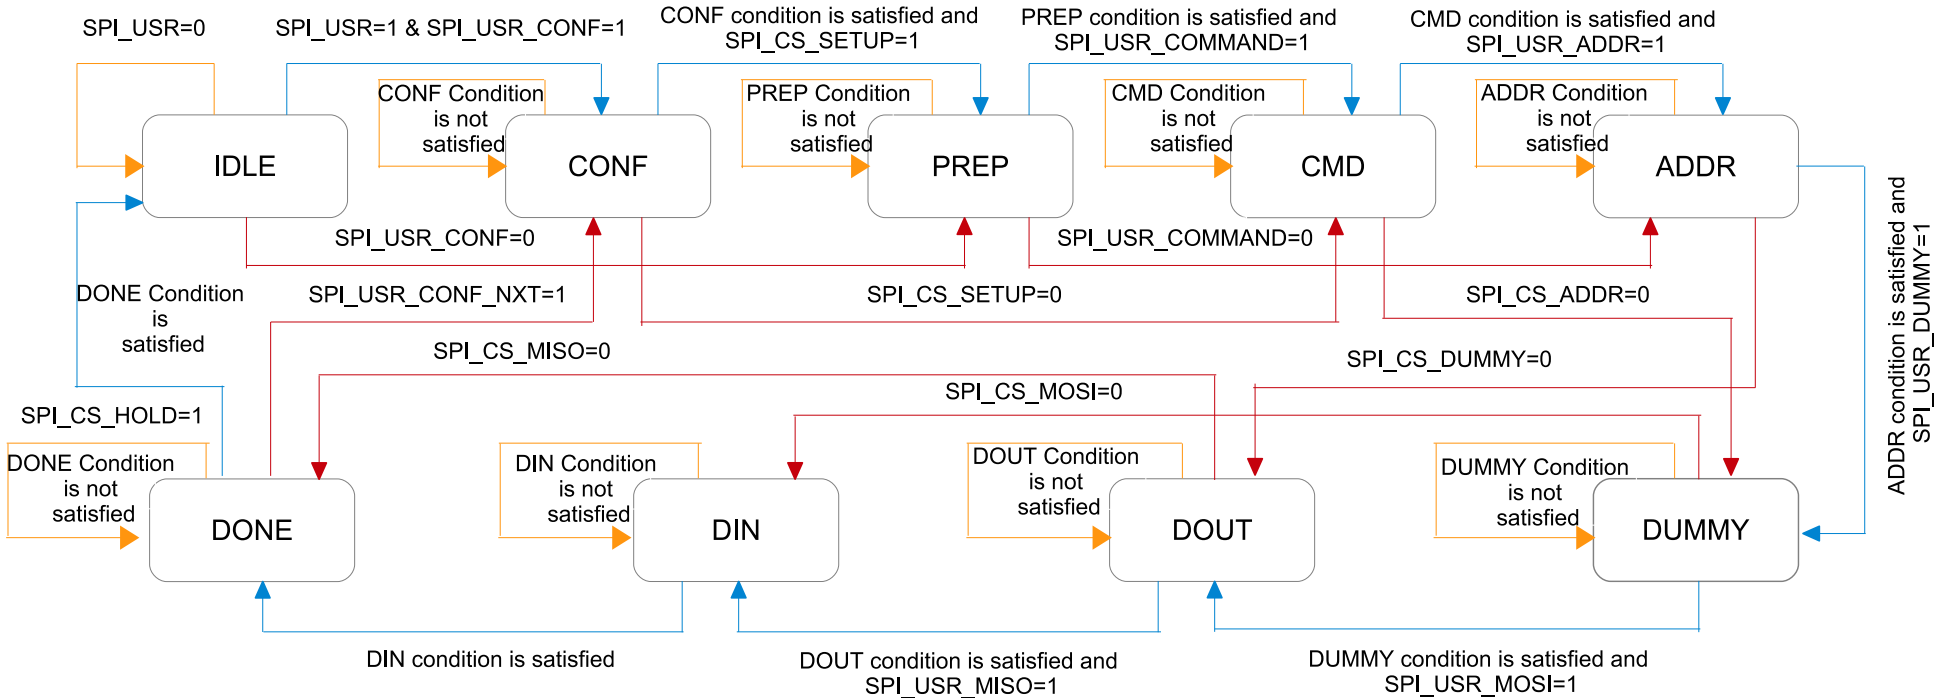 SPI_USR=0
SPI_USR=1 & SPI_USR_CONF=1
CONF condition is satisfied and
SPI_CS_SETUP=1
PREP condition is satisfied and
SPI_USR_COMMAND=1
CMD condition is satisfied and
SPI_USR_ADDR=1
CONF Condition
is not
satisfied
PREP Condition
is not
satisfied
CMD Condition
is not
satisfied
ADDR Condition
is not
satisfied
IDLE
CONF
PREP
CMD
ADDR
ADDR condition is satisfied and
SPI_USR_DUMMY=1
SPI_USR_CONF=0
SPI_USR_COMMAND=0
DONE Condition
is
satisfied
SPI_USR_CONF_NXT=1
SPI_CS_SETUP=0
SPI_CS_ADDR=0
SPI_CS_MISO=0
SPI_CS_DUMMY=0
SPI_CS_MOSI=0
SPI_CS_HOLD=1
DONE Condition
is not
satisfied
DIN Condition
is not
satisfied
DOUT Condition
is not
satisfied
DUMMY Condition
is not
satisfied
DONE
DIN
DOUT
DUMMY
DIN condition is satisfied
DOUT condition is satisfied and
SPI_USR_MISO=1
DUMMY condition is satisfied and
SPI_USR_MOSI=1